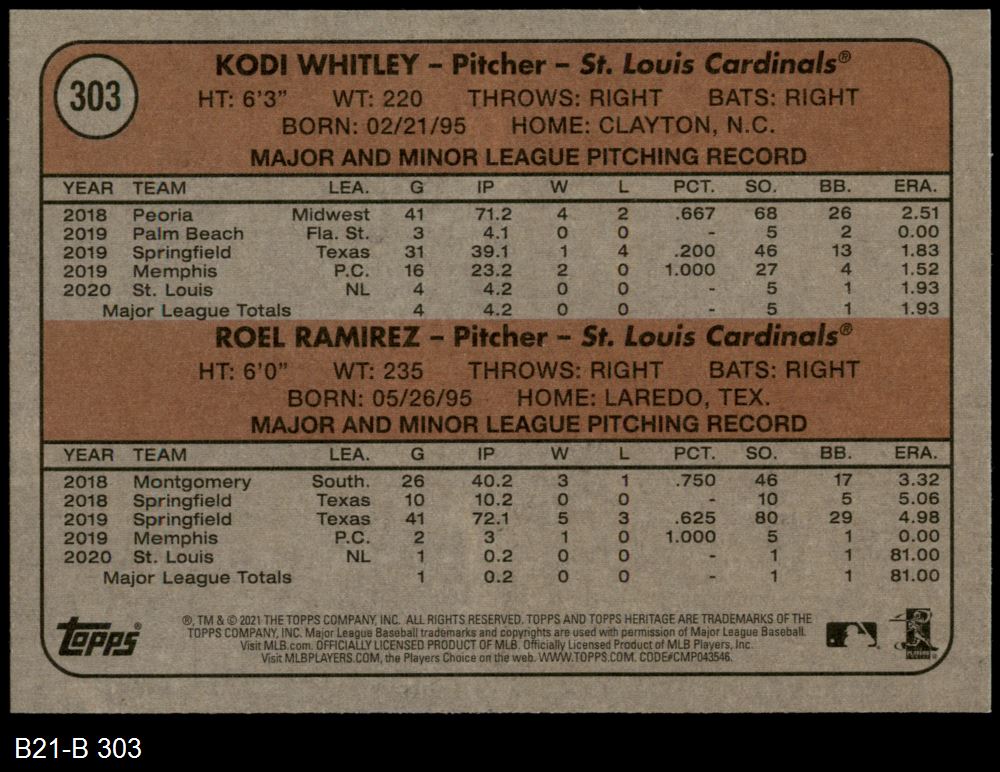 303
KODI WHITLEY – Pitcher – St. Louis Cardinals®
HT: 6'3" WT: 220 THROWS: RIGHT BATS: RIGHT
BORN: 02/21/95 HOME: CLAYTON, N.C.
MAJOR AND MINOR LEAGUE PITCHING RECORD
YEAR TEAM LEA. G IP W L PCT. SO. BB. ERA.
2018 Peoria Midwest 41 71.2 4 2 .667 68 26 2.51
2019 Palm Beach Fla. St. 3 4.1 0 0 - 5 2 0.00
2019 Springfield Texas 31 39.1 1 4 .200 46 13 1.83
2019 Memphis P.C. 16 23.2 2 0 1.000 27 4 1.52
2020 St. Louis NL 4 4.2 0 0 - 5 1 1.93
Major League Totals 4 4.2 0 0 - 5 1 1.93
ROEL RAMIREZ – Pitcher – St. Louis Cardinals®
HT: 6'0" WT: 235 THROWS: RIGHT BATS: RIGHT
BORN: 05/26/95 HOME: LAREDO, TEX.
MAJOR AND MINOR LEAGUE PITCHING RECORD
YEAR TEAM LEA. G IP W L PCT. SO. BB. ERA.
2018 Montgomery South. 26 40.2 3 1 .750 46 17 3.32
2018 Springfield Texas 10 10.2 0 0 - 10 5 5.06
2019 Springfield Texas 41 72.1 5 3 .625 80 29 4.98
2019 Memphis P.C. 2 3 1 0 1.000 5 1 0.00
2020 St. Louis NL 1 0.2 0 0 - 1 1 81.00
Major League Totals 1 0.2 0 0 - 1 1 81.00
Topps®
®, TM & © 2021 THE TOPPS COMPANY, INC. ALL RIGHTS RESERVED. TOPPS AND TOPPS HERITAGE ARE TRADEMARKS OF THE
TOPPS COMPANY, INC. Major League Baseball trademarks and copyrights are used with permission of Major League Baseball.
Visit MLB.com. OFFICIALLY LICENSED PRODUCT OF MLB. Officially Licensed Product of MLB Players, Inc.
Visit MLBPLAYERS.COM, the Players Choice on the web. WWW.TOPPS.COM. CODE#CMP043546.
B21-B 303